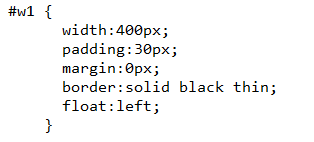 #w1 {
width:400px;
padding:30px;
margin:0px;
border:solid black thin;
float:left;
}